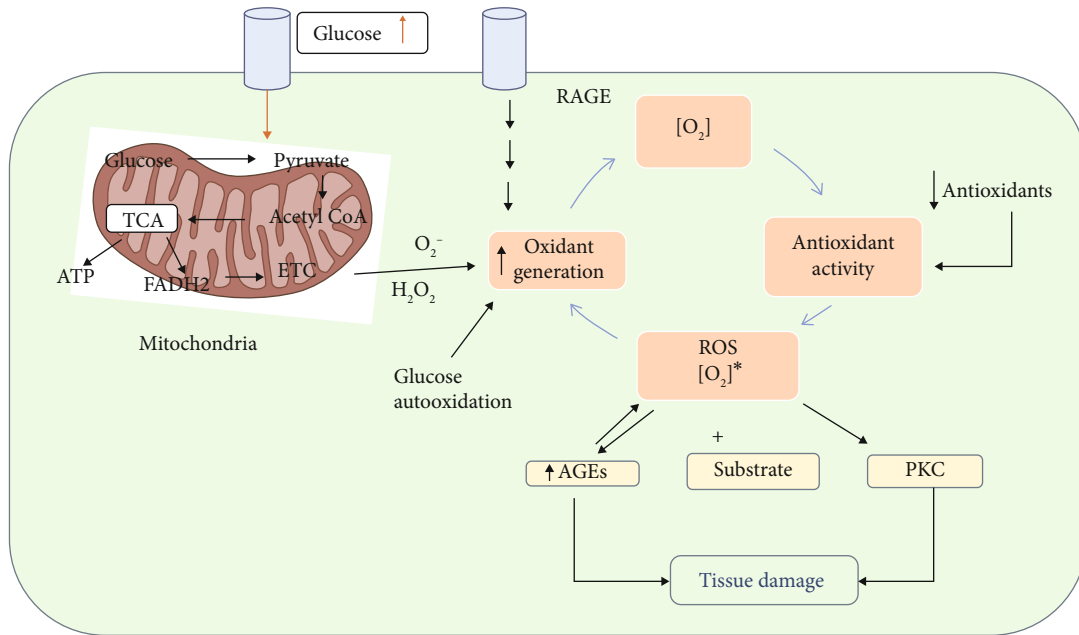 Glucose ↑
RAGE
[O₂]
Glucose
Pyruvate
Acetyl CoA
TCA
ATP
FADH2
ETC
Mitochondria
O₂⁻
H₂O₂
↑ Oxidant
generation
Glucose
autooxidation
↓ Antioxidants
Antioxidant
activity
ROS
[O₂]*
+
↑ AGEs
Substrate
PKC
Tissue damage